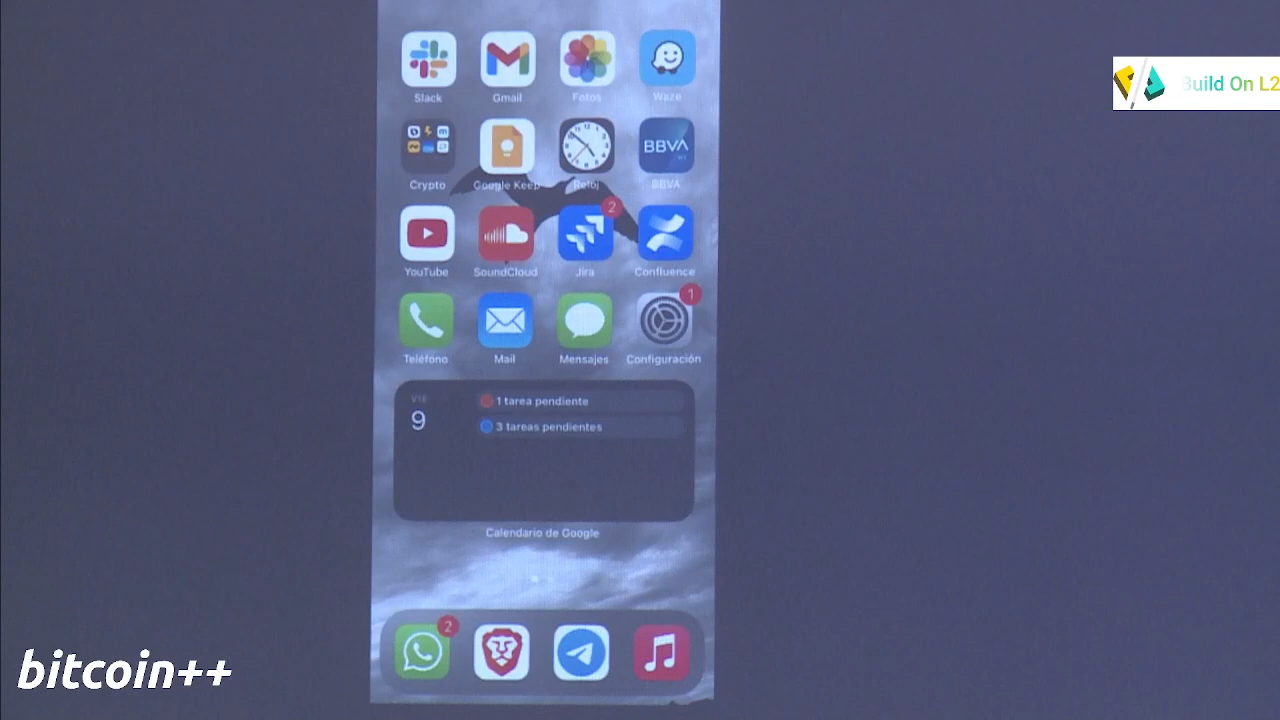 Slack Gmail Fotos Waze
Build On L2
BBVA
Crypto Google Keep Reloj BBVA
2
YouTube SoundCloud Jira Confluence
1
Teléfono Mail Mensajes Configuración
VIE
9
1 tarea pendiente
3 tareas pendientes
Calendario de Google
2
bitcoin++